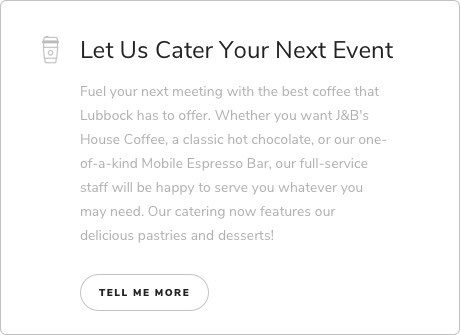 Let Us Cater Your Next Event
Fuel your next meeting with the best coffee that
Lubbock has to offer. Whether you want J&B's
House Coffee, a classic hot chocolate, or our one-
of-a-kind Mobile Espresso Bar, our full-service
staff will be happy to serve you whatever you
may need. Our catering now features our
delicious pastries and desserts!
TELL ME MORE